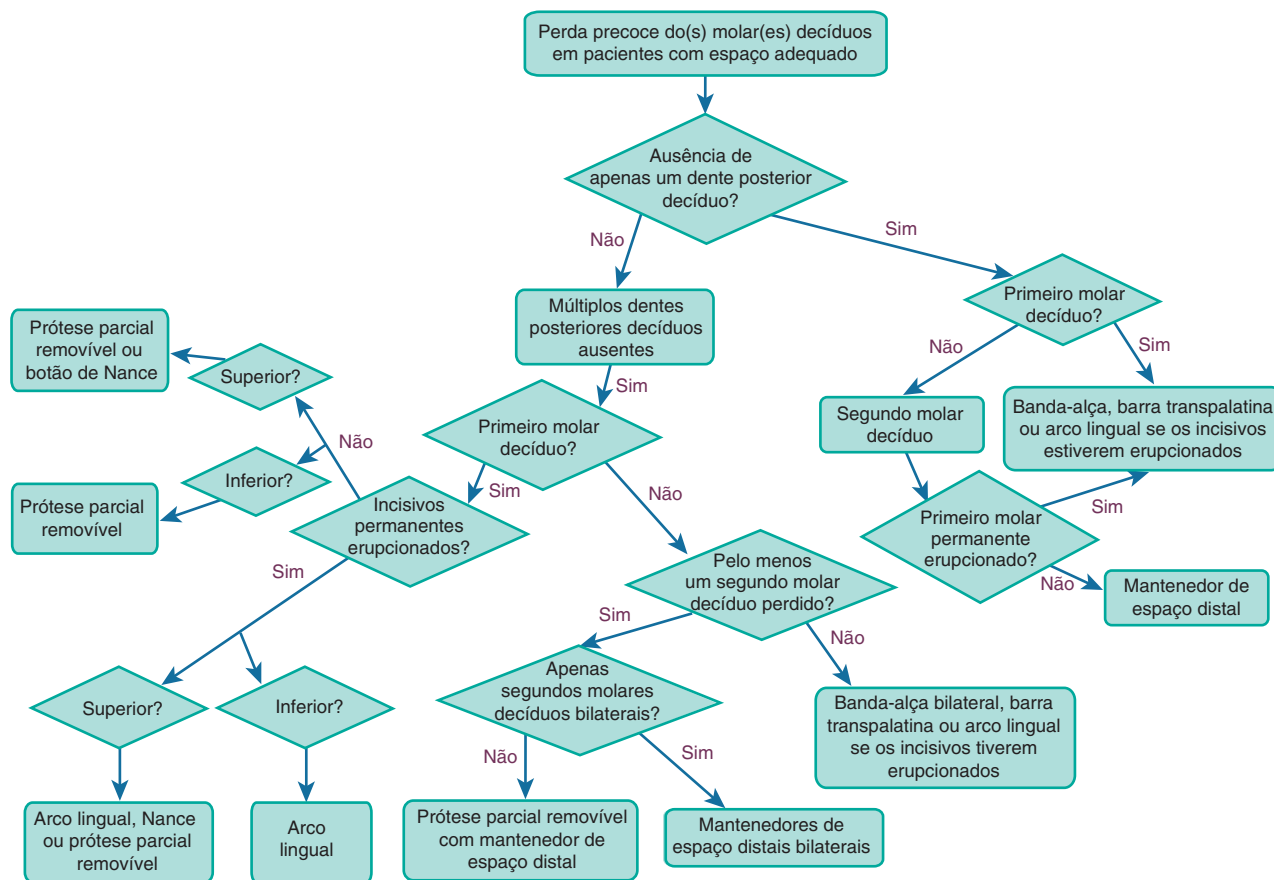 Perda precoce do(s) molar(es) decíduos
em pacientes com espaço adequado
Ausência de
apenas um dente posterior
decíduo?
Não
Sim
Múltiplos dentes
posteriores decíduos
ausentes
Primeiro molar
decíduo?
Prótese parcial
removível ou
botão de Nance
Superior?
Não
Sim
Sim
Segundo molar
decíduo
Banda-alça, barra transpalatina
ou arco lingual se os incisivos
estiverem erupcionados
Primeiro molar
decíduo?
Não
Inferior?
Prótese parcial
removível
Sim
Não
Incisivos
permanentes
erupcionados?
Primeiro molar
permanente
erupcionado?
Sim
Não
Mantenedor de
espaço distal
Pelo menos
um segundo molar
decíduo perdido?
Sim
Sim
Não
Superior?
Inferior?
Apenas
segundos molares
decíduos bilaterais?
Banda-alça bilateral, barra
transpalatina ou arco lingual
se os incisivos tiverem
erupcionados
Não
Sim
Arco lingual, Nance
ou prótese parcial
removível
Arco
lingual
Prótese parcial removível
com mantenedor de
espaço distal
Mantenedores de
espaço distais bilaterais